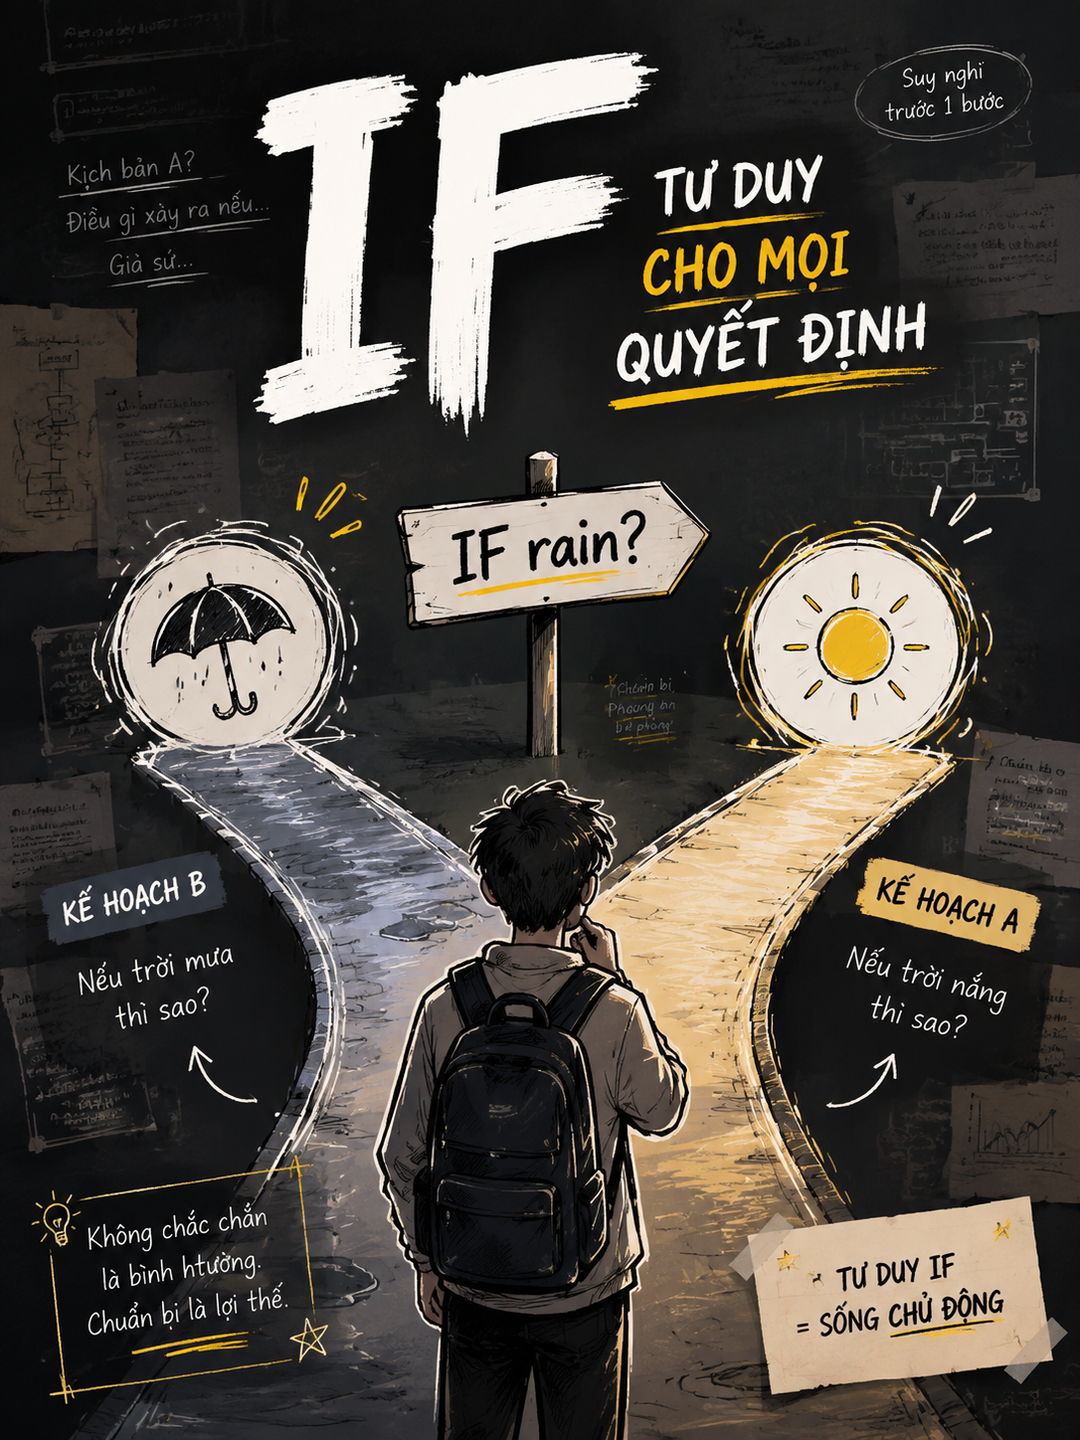 Suy nghĩ
trước 1 bước
IF
Kịch bản A?
Điều gì xảy ra nếu...
Giả sử...
TƯ DUY
CHO MỌI
QUYẾT ĐỊNH
IF rain?
KẾ HOẠCH B
Nếu trời mưa
thì sao?
KẾ HOẠCH A
Nếu trời nắng
thì sao?
Không chắc chắn
là bình htường.
Chuẩn bị là lợi thế.
TƯ DUY IF
= SỐNG CHỦ ĐỘNG